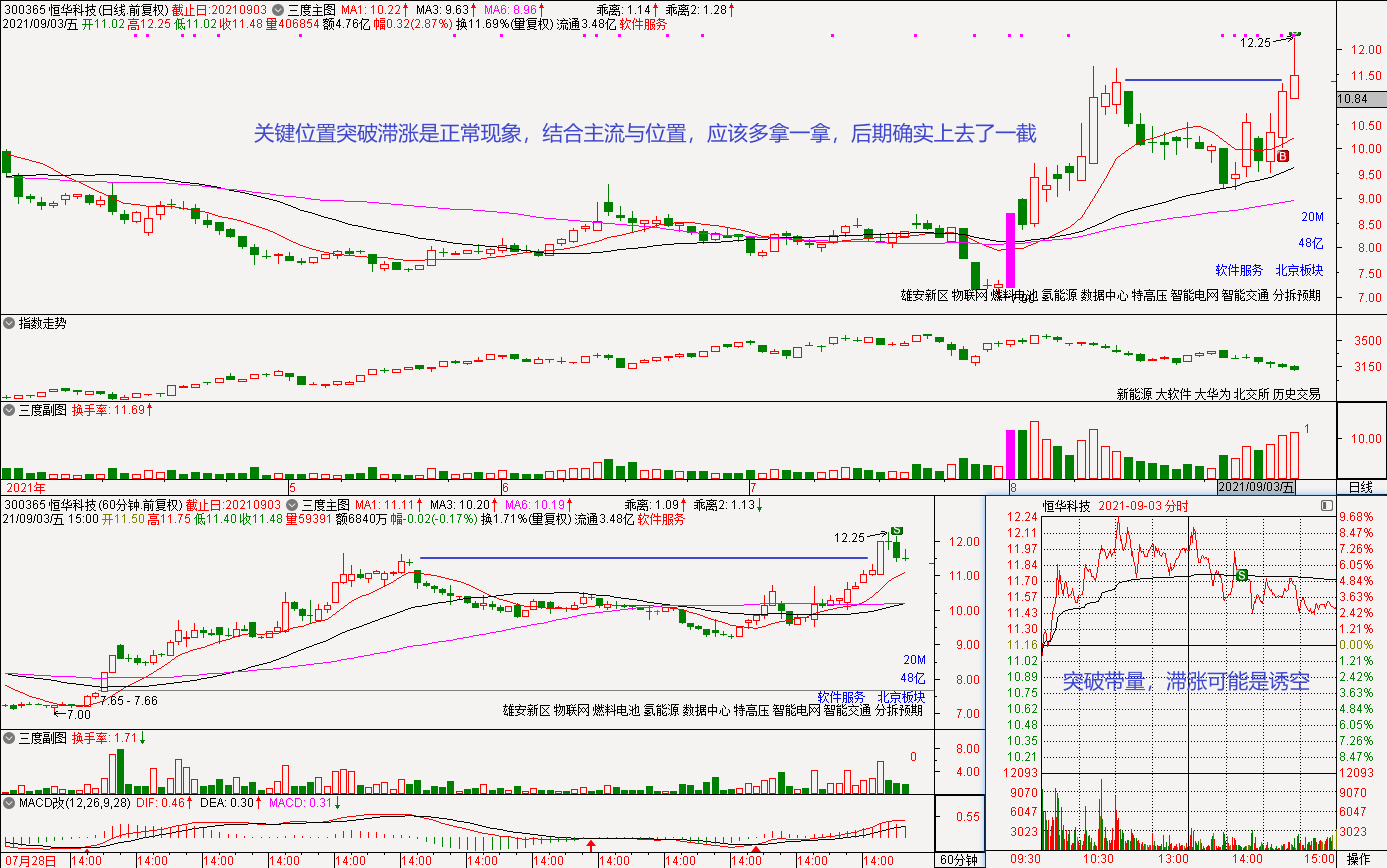 300365 恒华科技(日线.前复权) 截止日:20210903 三度主图 MA1: 10.22↑ MA3: 9.63↑ MA6: 8.96↑ 乖离: 1.14↑ 乖离2: 1.28↑
2021/09/03/五 开11.02 高12.25 低11.02 收11.48 量406854 额4.76亿 幅0.32(2.87%) 换11.69%(量复权) 流通3.48亿 软件服务
12.25
12.00
11.50
10.84
关键位置突破滞涨是正常现象，结合主流与位置，应该多拿一拿，后期确实上去了一截
10.50
10.00
B
9.50
9.00
20M
8.50
48亿
8.00
软件服务 北京板块
7.50
雄安新区 物联网 燃料电池 氢能源 数据中心 特高压 智能电网 智能交通 分拆预期
7.00
指数走势
3500
3150
新能源 大软件 大华为 北交所 历史交易
三度副图 换手率: 11.69↑
1
10.00
2021年 5 6 7 8 2021/09/03/五 日线
300365 恒华科技(60分钟.前复权) 截止日:20210903 三度主图 MA1: 11.11↑ MA3: 10.20↑ MA6: 10.19↑ 乖离: 1.09↑ 乖离2: 1.13↓
21/09/03/五 15:00 开11.50 高11.75 低11.40 收11.48 量59391 额6840万 幅-0.02(-0.17%) 换1.71%(量复权) 流通3.48亿 软件服务
12.25
S
12.00
11.00
10.00
9.00
20M
8.00
48亿
软件服务 北京板块
7.65 - 7.66
7.00
雄安新区 物联网 燃料电池 氢能源 数据中心 特高压 智能电网 智能交通 分拆预期
7.00
三度副图 换手率: 1.71↓
8.00
0
4.00
MACD改(12,26,9,28) DIF: 0.46↑ DEA: 0.30↑ MACD: 0.31↓
0.56
07月28日 14:00 14:00 14:00 14:00 14:00 14:00 14:00 14:00 14:00 14:00 14:00 14:00 14:00 60分钟
恒华科技 2021-09-03 分时
12.24 9.68%
12.11 8.47%
11.97 7.26%
11.84 6.05%
11.70 4.84%
S
11.57 3.63%
11.43 2.42%
11.30 1.21%
11.16 0.00%
11.02 1.21%
10.89 2.42%
突破带量，滞涨可能是诱空
10.75 3.63%
10.62 4.84%
10.48 6.05%
10.35 7.26%
10.21 8.47%
12093 12093
9070 9070
6047 6047
3023 3023
09:30 10:30 13:00 14:00 15:00 操作